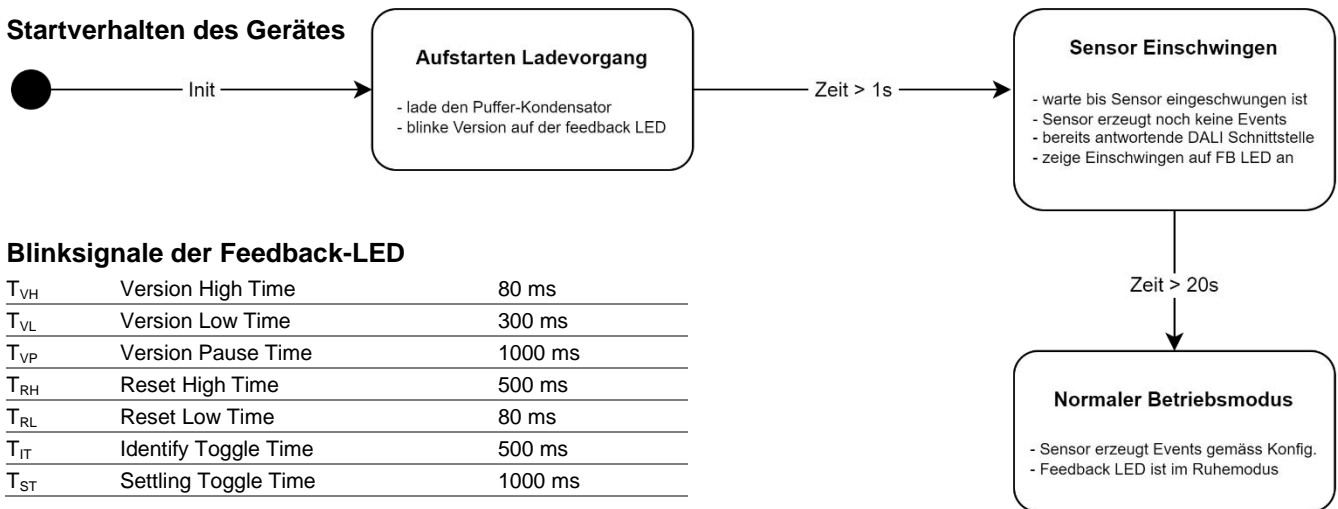 Startverhalten des Gerätes
Init
Aufstarten Ladevorgang
- lade den Puffer-Kondensator
- blinke Version auf der feedback LED
Zeit > 1s
Sensor Einschwingen
- warte bis Sensor eingeschwungen ist
- Sensor erzeugt noch keine Events
- bereits antwortende DALI Schnittstelle
- zeige Einschwingen auf FB LED an
Zeit > 20s
Normaler Betriebsmodus
- Sensor erzeugt Events gemäss Konfig.
- Feedback LED ist im Ruhemodus
Blinksignale der Feedback-LED
TVH Version High Time 80 ms
TVL Version Low Time 300 ms
TVP Version Pause Time 1000 ms
TRH Reset High Time 500 ms
TRL Reset Low Time 80 ms
TIT Identify Toggle Time 500 ms
TST Settling Toggle Time 1000 ms